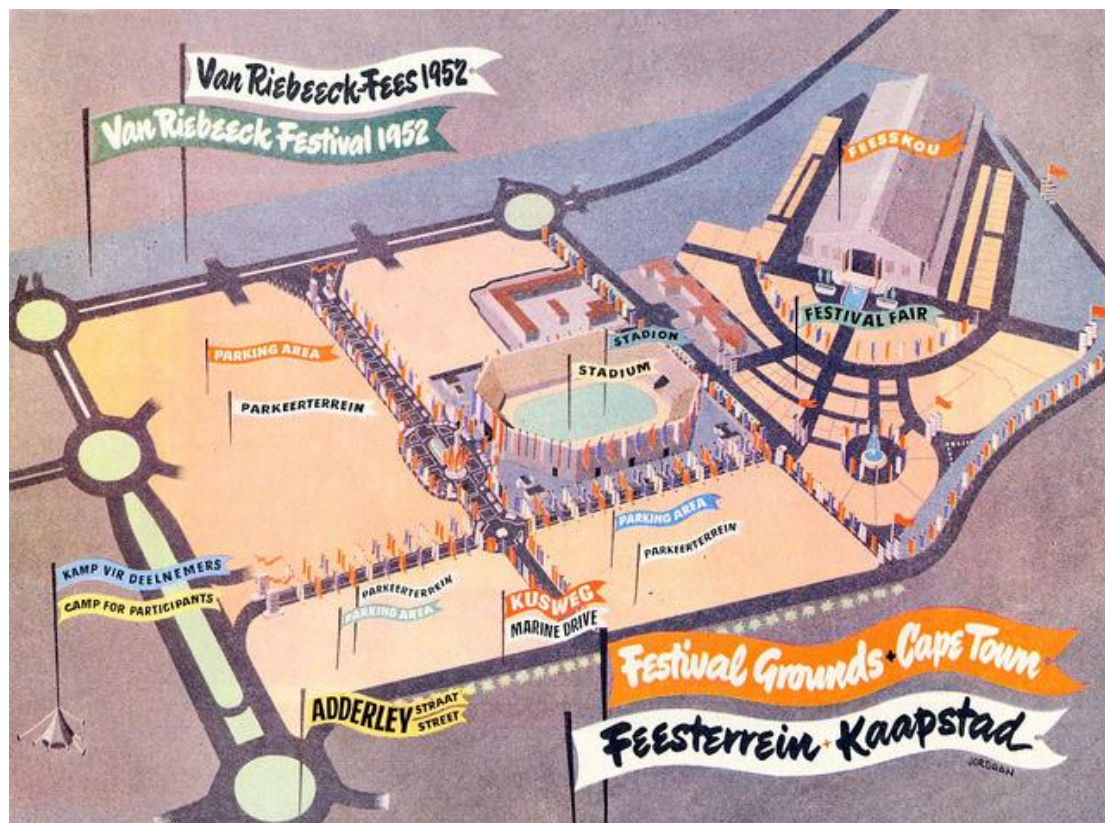 Van Riebeeck-Fees 1952
Van Riebeeck Festival 1952
FEESSKOU
FESTIVAL FAIR
STADION
STADIUM
PARKING AREA
PARKEERTERREIN
PARKING AREA
PARKEERTERREIN
KAMP VIR DEELNEMERS
CAMP FOR PARTICIPANTS
PARKEERTERREIN
PARKING AREA
KUSWEG
MARINE DRIVE
ADDERLEY STRAAT
STREET
Festival Grounds + Cape Town
Feesterrein + Kaapstad
JORDAAN